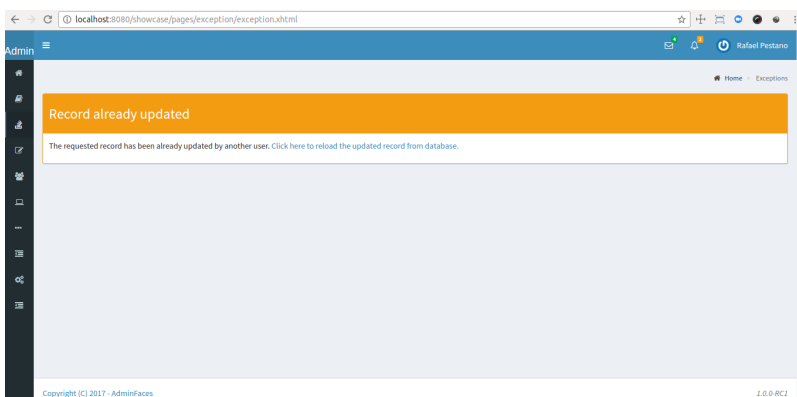 localhost:8080/showcase/pages/exception/exception.xhtml
Admin
4
2
Rafael Pestano
Home
Exceptions
Record already updated
The requested record has been already updated by another user. Click here to reload the updated record from database.
Copyright (C) 2017 - AdminFaces
1.0.0-RC1